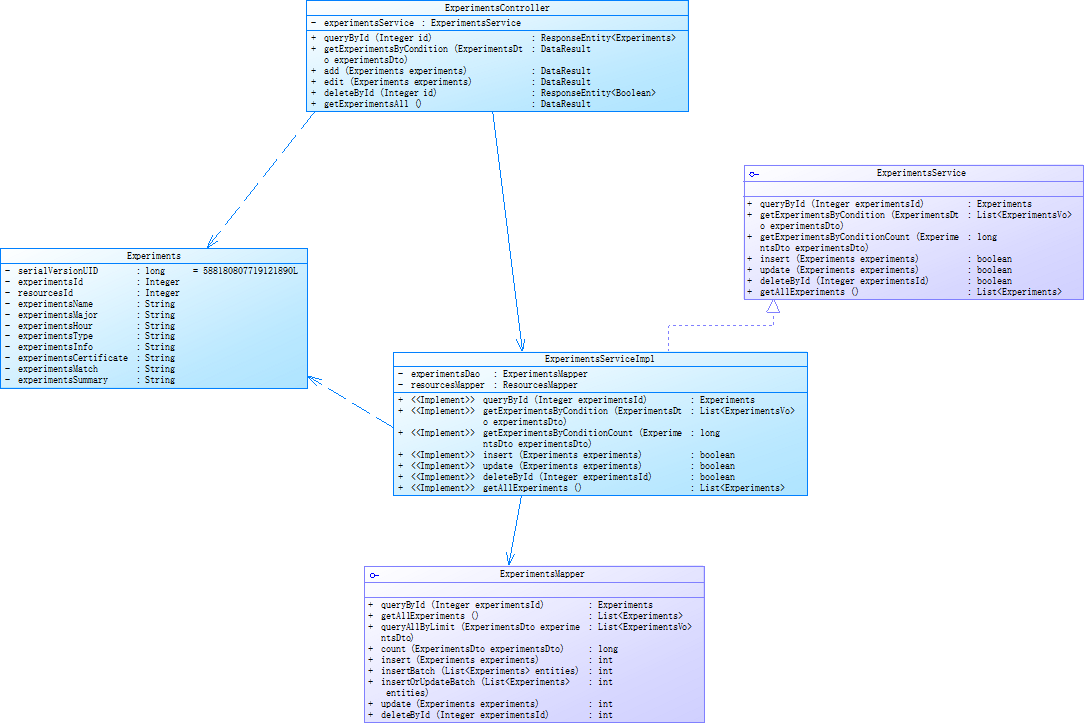 ExperimentsController
- experimentsService : ExperimentsService
+ queryById (Integer id) : ResponseEntity<Experiments>
+ getExperimentsByCondition (ExperimentsDt : DataResult
o experimentsDto)
+ add (Experiments experiments) : DataResult
+ edit (Experiments experiments) : DataResult
+ deleteById (Integer id) : ResponseEntity<Boolean>
+ getExperimentsAll () : DataResult
ExperimentsService
+ queryById (Integer experimentsId) : Experiments
+ getExperimentsByCondition (ExperimentsDt : List<ExperimentsVo>
o experimentsDto)
+ getExperimentsByConditionCount (Experime : long
ntsDto experimentsDto)
+ insert (Experiments experiments) : boolean
+ update (Experiments experiments) : boolean
+ deleteById (Integer experimentsId) : boolean
+ getAllExperiments () : List<Experiments>
Experiments
- serialVersionUID : long = 588180807719121890L
- experimentsId : Integer
- resourcesId : Integer
- experimentsName : String
- experimentsMajor : String
- experimentsHour : String
- experimentsType : String
- experimentsInfo : String
- experimentsCertificate : String
- experimentsMatch : String
- experimentsSummary : String
ExperimentsServiceImpl
- experimentsDao : ExperimentsMapper
- resourcesMapper : ResourcesMapper
+ <<Implement>> queryById (Integer experimentsId) : Experiments
+ <<Implement>> getExperimentsByCondition (ExperimentsDt : List<ExperimentsVo>
o experimentsDto)
+ <<Implement>> getExperimentsByConditionCount (Experime : long
ntsDto experimentsDto)
+ <<Implement>> insert (Experiments experiments) : boolean
+ <<Implement>> update (Experiments experiments) : boolean
+ <<Implement>> deleteById (Integer experimentsId) : boolean
+ <<Implement>> getAllExperiments () : List<Experiments>
ExperimentsMapper
+ queryById (Integer experimentsId) : Experiments
+ getAllExperiments () : List<Experiments>
+ queryAllByLimit (ExperimentsDto experime : List<ExperimentsVo>
ntsDto)
+ count (ExperimentsDto experimentsDto) : long
+ insert (Experiments experiments) : int
+ insertBatch (List<Experiments> entities) : int
+ insertOrUpdateBatch (List<Experiments> : int
entities)
+ update (Experiments experiments) : int
+ deleteById (Integer experimentsId) : int